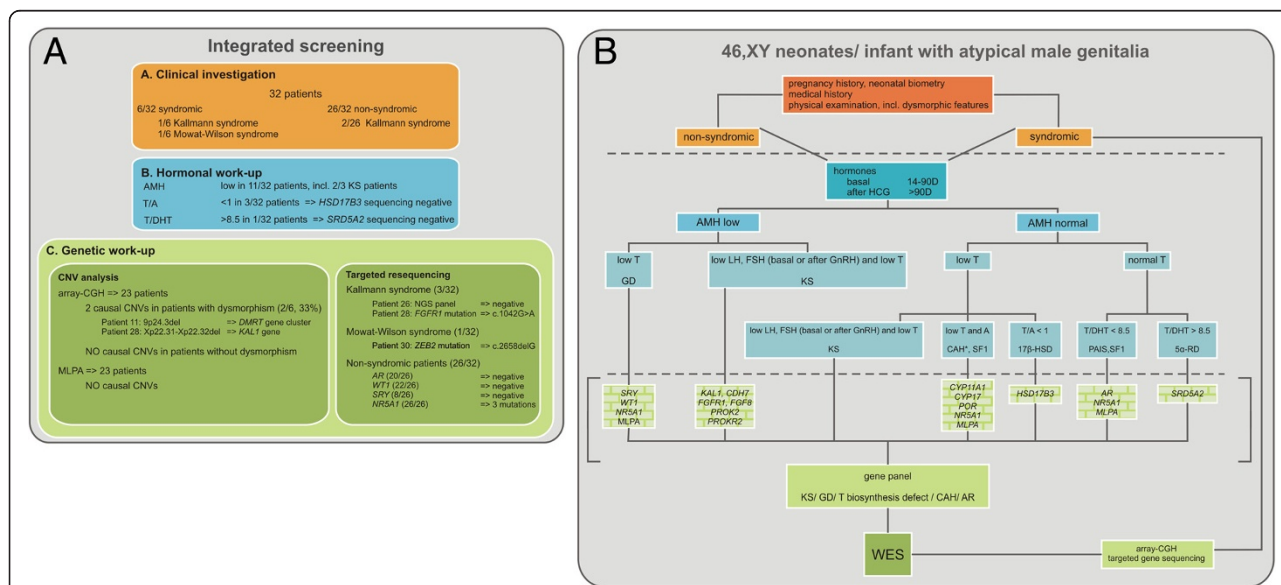 A
Integrated screening
A. Clinical investigation
32 patients
6/32 syndromic
1/6 Kallmann syndrome
1/6 Mowat-Wilson syndrome
26/32 non-syndromic
2/26 Kallmann syndrome
B. Hormonal work-up
AMH low in 11/32 patients, incl. 2/3 KS patients
T/A <1 in 3/32 patients => HSD17B3 sequencing negative
T/DHT >8.5 in 1/32 patients => SRD5A2 sequencing negative
C. Genetic work-up
CNV analysis
array-CGH => 23 patients
2 causal CNVs in patients with dysmorphism (2/6, 33%)
Patient 11: 9p24.3del => DMRT gene cluster
Patient 28: Xp22.31-Xp22.32del => KAL1 gene
NO causal CNVs in patients without dysmorphism
MLPA => 23 patients
NO causal CNVs
Targeted resequencing
Kallmann syndrome (3/32)
Patient 26: NGS panel => negative
Patient 28: FGFR1 mutation => c.1042G>A
Mowat-Wilson syndrome (1/32)
Patient 30: ZEB2 mutation => c.2658delG
Non-syndromic patients (26/32)
AR (20/26) => negative
WT1 (22/26) => negative
SRY (8/26) => negative
NR5A1 (26/26) => 3 mutations
B
46,XY neonates/ infant with atypical male genitalia
pregnancy history, neonatal biometry
medical history
physical examination, incl. dysmorphic features
non-syndromic
syndromic
hormones
basal 14-90D
after HCG >90D
AMH low
AMH normal
low T
GD
low LH, FSH (basal or after GnRH) and low T
KS
low T
normal T
low LH, FSH (basal or after GnRH) and low T
KS
low T and A
CAH*, SF1
T/A < 1
17β-HSD
T/DHT < 8.5
PAIS,SF1
T/DHT > 8.5
5α-RD
SRY
WT1
NR5A1
MLPA
KAL1, CDH7
FGFR1, FGF8
PROK2
PROKR2
CYP11A1
CYP17
POR
NR5A1
MLPA
HSD17B3
AR
NR5A1
MLPA
SRD5A2
gene panel
KS/ GD/ T biosynthesis defect / CAH/ AR
WES
array-CGH
targeted gene sequencing